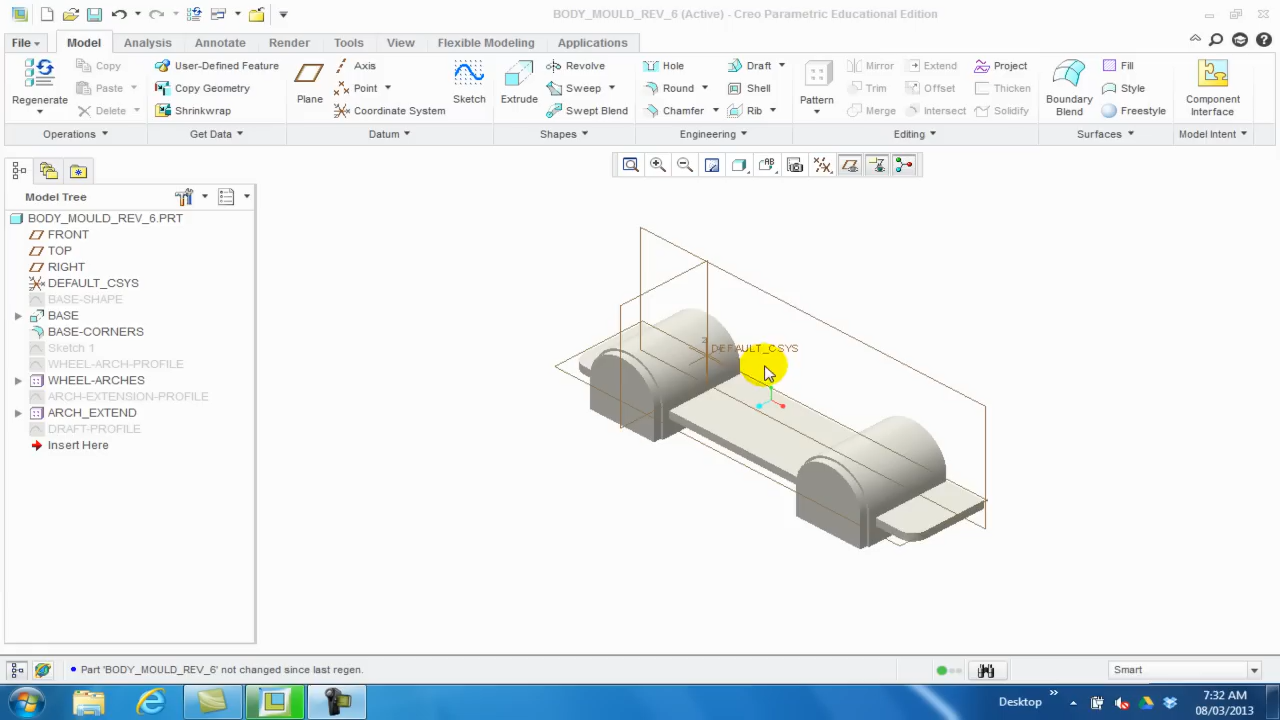 BODY_MOULD_REV_6 (Active) - Creo Parametric Educational Edition
File Model Analysis Annotate Render Tools View Flexible Modeling Applications
Regenerate
Copy
Paste
Delete
User-Defined Feature
Copy Geometry
Shrinkwrap
Plane
Axis
Point
Coordinate System
Sketch
Extrude
Revolve
Sweep
Swept Blend
Hole
Round
Chamfer
Draft
Shell
Rib
Pattern
Mirror
Trim
Merge
Extend
Offset
Intersect
Project
Thicken
Solidify
Boundary
Blend
Fill
Style
Freestyle
Component
Interface
Operations Get Data Datum Shapes Engineering Editing Surfaces Model Intent
Model Tree
BODY_MOULD_REV_6.PRT
FRONT
TOP
RIGHT
DEFAULT_CSYS
BASE-SHAPE
BASE
BASE-CORNERS
Sketch 1
WHEEL-ARCH-PROFILE
WHEEL-ARCHES
ARCH-EXTENSION-PROFILE
ARCH_EXTEND
DRAFT-PROFILE
Insert Here
DEFAULT_CSYS
Part 'BODY_MOULD_REV_6' not changed since last regen.
Smart
Desktop
7:32 AM
08/03/2013